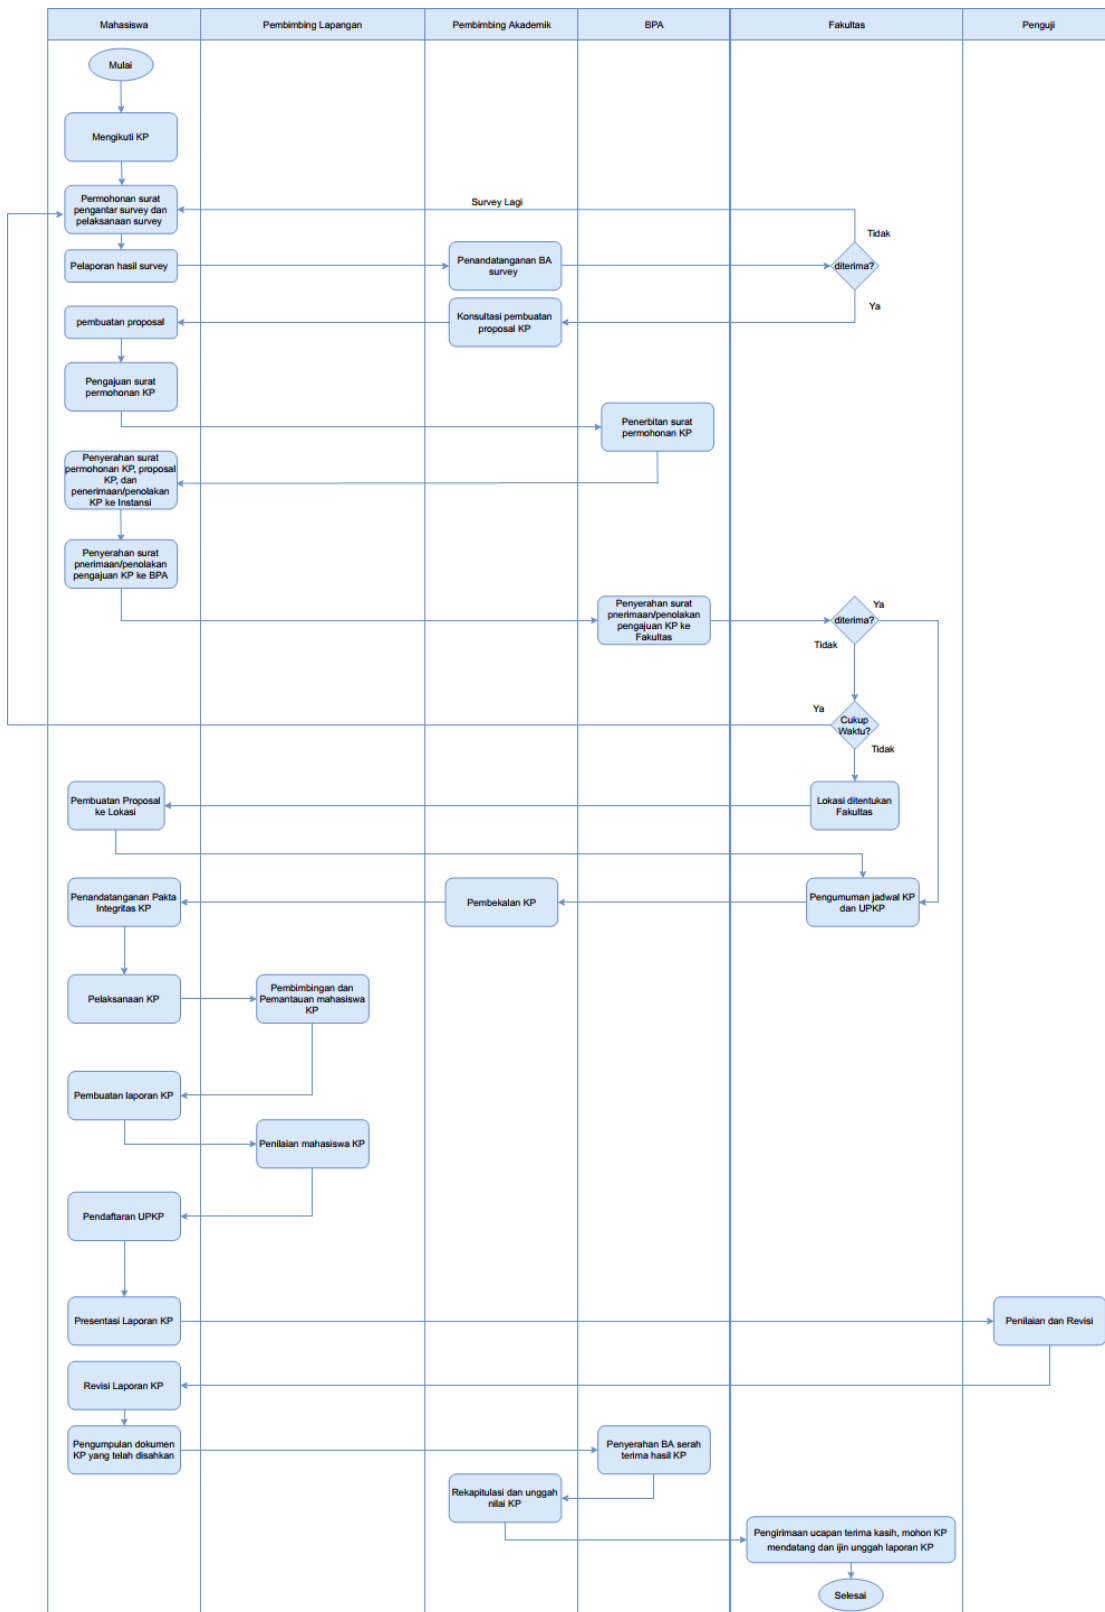 Mahasiswa
Pembimbing Lapangan
Pembimbing Akademik
BPA
Fakultas
Penguji
Mulai
Mengikuti KP
Permohonan surat
pengantar survey dan
pelaksanaan survey
Survey Lagi
Tidak
Pelaporan hasil survey
Penandatanganan BA
survey
diterima?
Ya
pembuatan proposal
Konsultasi pembuatan
proposal KP
Pengajuan surat
permohonan KP
Penerbitan surat
permohonan KP
Penyerahan surat
permohonan KP, proposal
KP, dan
penerimaan/penolakan
KP ke Instansi
Penyerahan surat
pnerimaan/penolakan
pengajuan KP ke BPA
Penyerahan surat
pnerimaan/penolakan
pengajuan KP ke
Fakultas
diterima?
Ya
Tidak
Ya
Cukup
Waktu?
Tidak
Pembuatan Proposal
ke Lokasi
Lokasi ditentukan
Fakultas
Penandatanganan Pakta
Integritas KP
Pembekalan KP
Pengumuman jadwal KP
dan UPKP
Pelaksanaan KP
Pembimbingan dan
Pemantauan mahasiswa
KP
Pembuatan laporan KP
Penilaian mahasiswa KP
Pendaftaran UPKP
Presentasi Laporan KP
Penilaian dan Revisi
Revisi Laporan KP
Pengumpulan dokumen
KP yang telah disahkan
Penyerahan BA serah
terima hasil KP
Rekapitulasi dan unggah
nilai KP
Pengirimaan ucapan terima kasih, mohon KP
mendatang dan ijin unggah laporan KP
Selesai